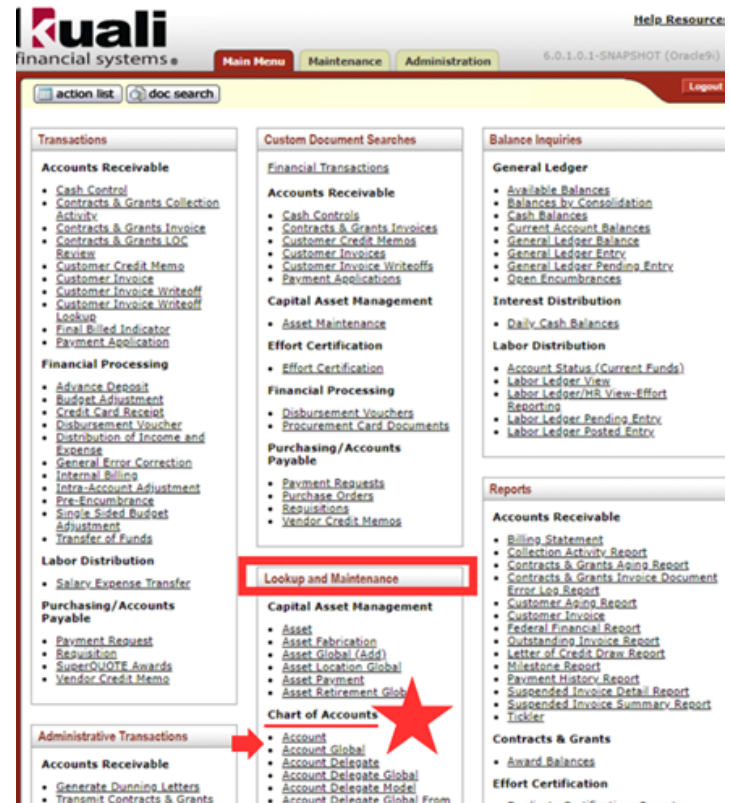 kuali
financial systems
Help Resources
Main Menu
Maintenance
Administration
6.0.1.0.1-SNAPSHOT (Oracle9i)
action list
doc search
Logout
Transactions
Accounts Receivable
Cash Control
Contracts & Grants Collection
Activity
Contracts & Grants Invoice
Contracts & Grants LOC
Review
Customer Credit Memo
Customer Invoice
Customer Invoice Writeoff
Customer Invoice Writeoff
Lookup
Final Billed Indicator
Payment Application
Financial Processing
Advance Deposit
Budget Adjustment
Credit Card Receipt
Disbursement Voucher
Distribution of Income and
Expense
General Error Correction
Internal Billing
Intra-Account Adjustment
Pre-Encumbrance
Single Sided Budget
Adjustment
Transfer of Funds
Labor Distribution
Salary Expense Transfer
Purchasing/Accounts
Payable
Payment Request
Requisition
SuperQUOTE Awards
Vendor Credit Memo
Administrative Transactions
Accounts Receivable
Generate Dunning Letters
Transmit Contracts & Grants
Custom Document Searches
Financial Transactions
Accounts Receivable
Cash Controls
Contracts & Grants Invoices
Customer Credit Memos
Customer Invoices
Customer Invoice Writeoffs
Payment Applications
Capital Asset Management
Asset Maintenance
Effort Certification
Effort Certification
Financial Processing
Disbursement Vouchers
Procurement Card Documents
Purchasing/Accounts
Payable
Payment Requests
Purchase Orders
Requisitions
Vendor Credit Memos
Lookup and Maintenance
Capital Asset Management
Asset
Asset Fabrication
Asset Global (Add)
Asset Location Global
Asset Payment
Asset Retirement Global
Chart of Accounts
Account
Account Global
Account Delegate
Account Delegate Global
Account Delegate Model
Account Delegate Global From
Balance Inquiries
General Ledger
Available Balances
Balances by Consolidation
Cash Balances
Current Account Balances
General Ledger Balance
General Ledger Entry
General Ledger Pending Entry
Open Encumbrances
Interest Distribution
Daily Cash Balances
Labor Distribution
Account Status (Current Funds)
Labor Ledger View
Labor Ledger/HR View-Effort
Reporting
Labor Ledger Pending Entry
Labor Ledger Posted Entry
Reports
Accounts Receivable
Billing Statement
Collection Activity Report
Contracts & Grants Aging Report
Contracts & Grants Invoice Document
Error Log Report
Customer Aging Report
Customer Invoice
Federal Financial Report
Outstanding Invoice Report
Letter of Credit Draw Report
Milestone Report
Payment History Report
Suspended Invoice Detail Report
Suspended Invoice Summary Report
Tickler
Contracts & Grants
Award Balances
Effort Certification